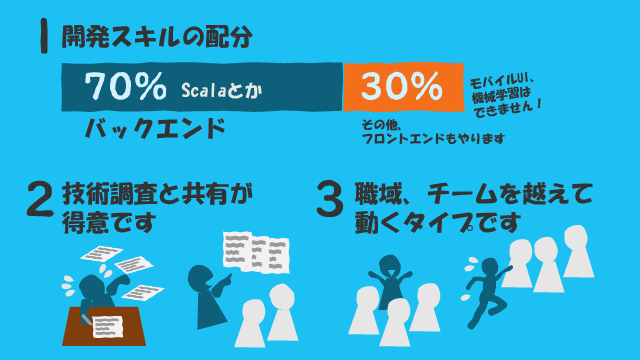 1 開発スキルの配分
70% Scalaとか
30%
モバイルUI、
機械学習は
できません！
バックエンド
その他、
フロントエンドもやります
2 技術調査と共有が
得意です
3 職域、チームを越えて
動くタイプです